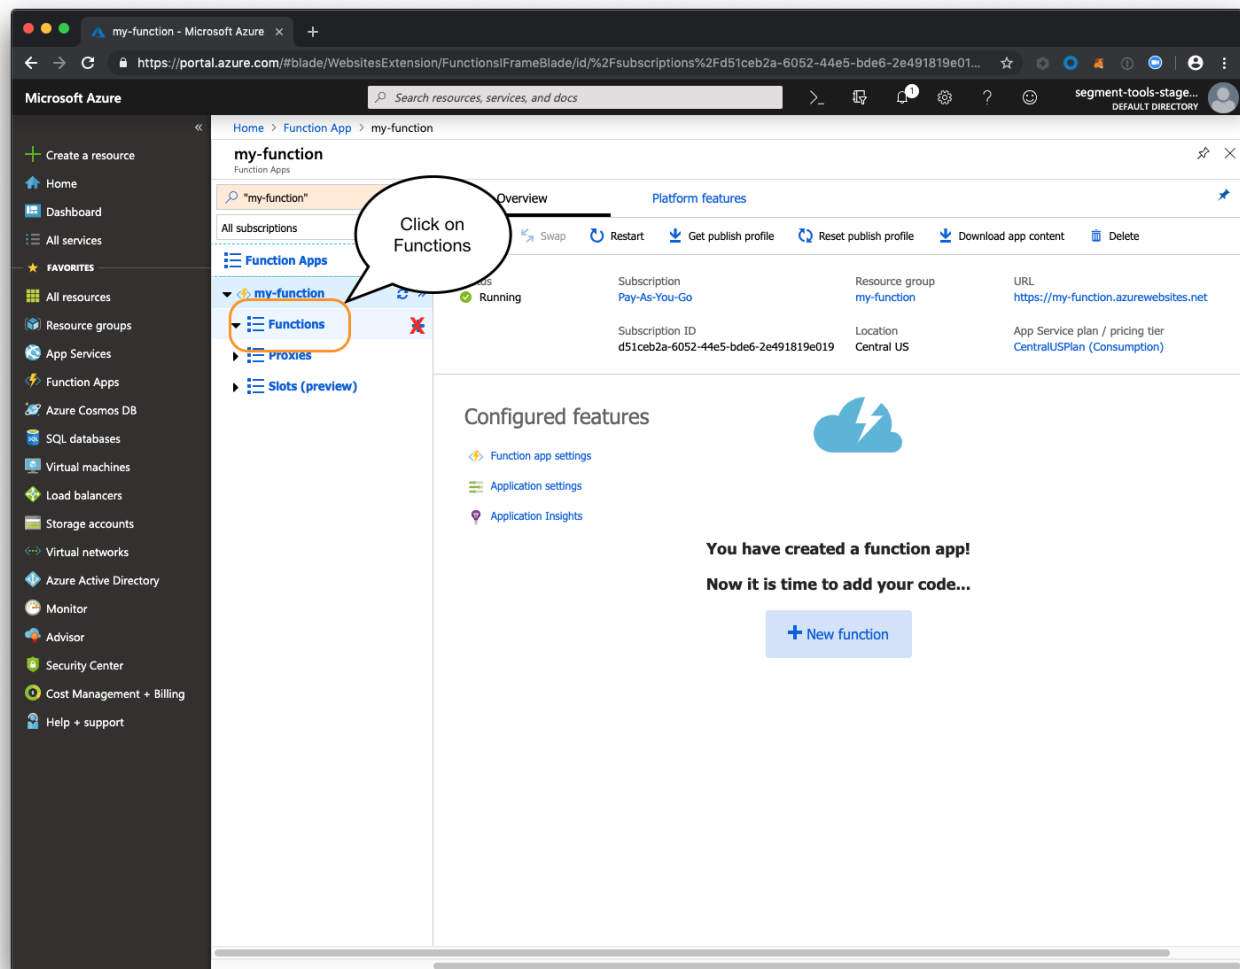 my-function - Microsoft Azure
https://portal.azure.com/#blade/WebsitesExtension/FunctionsIFrameBlade/id/%2Fsubscriptions%2Fd51ceb2a-6052-44e5-bde6-2e491819e01...
Microsoft Azure
Search resources, services, and docs
1
segment-tools-stage...
DEFAULT DIRECTORY
Create a resource
Home
Dashboard
All services
FAVORITES
All resources
Resource groups
App Services
Function Apps
Azure Cosmos DB
SQL databases
Virtual machines
Load balancers
Storage accounts
Virtual networks
Azure Active Directory
Monitor
Advisor
Security Center
Cost Management + Billing
Help + support
Home > Function App > my-function
my-function
Function Apps
"my-function"
All subscriptions
Function Apps
my-function
Functions
Proxies
Slots (preview)
Click on
Functions
Overview
Platform features
Swap
Restart
Get publish profile
Reset publish profile
Download app content
Delete
Running
Subscription
Pay-As-You-Go
Resource group
my-function
URL
https://my-function.azurewebsites.net
Subscription ID
d51ceb2a-6052-44e5-bde6-2e491819e019
Location
Central US
App Service plan / pricing tier
CentralUSPlan (Consumption)
Configured features
Function app settings
Application settings
Application Insights
You have created a function app!
Now it is time to add your code...
New function